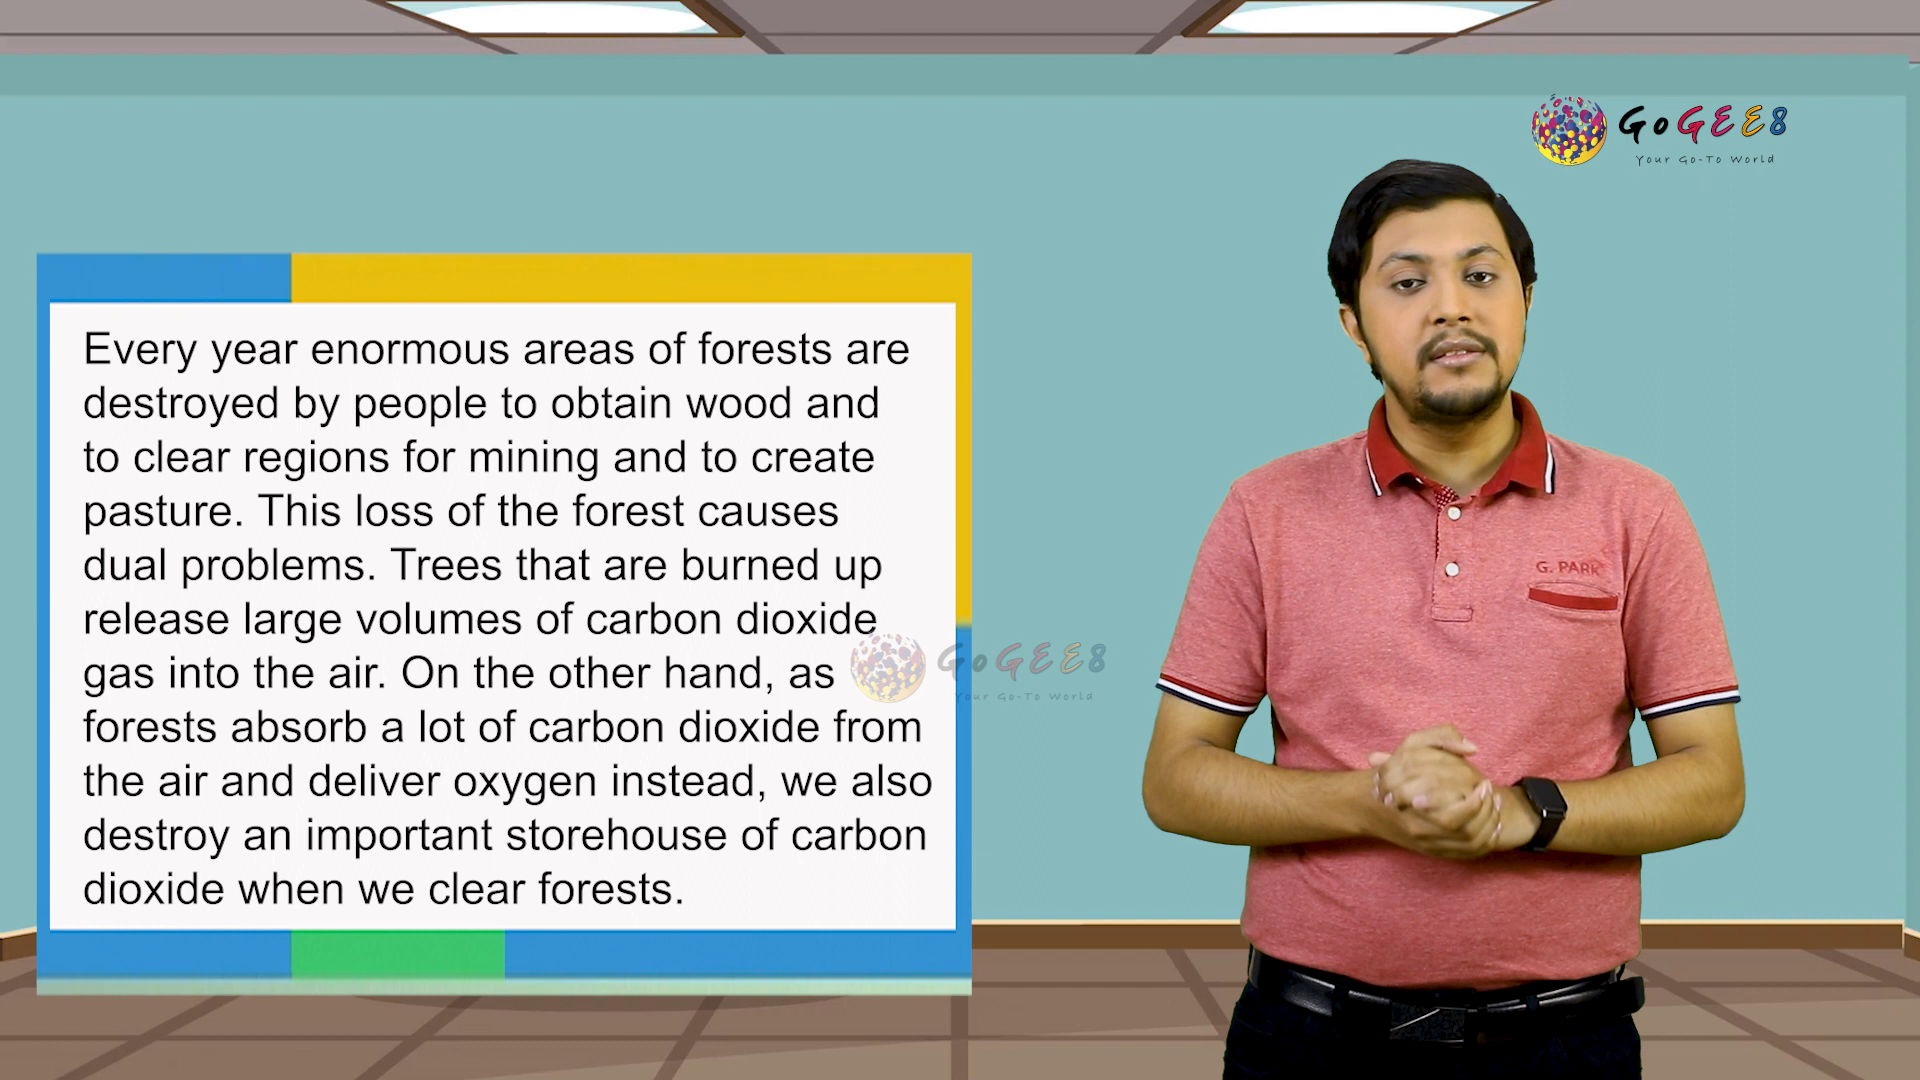 GoGEE8
Your Go-To World
Every year enormous areas of forests are
destroyed by people to obtain wood and
to clear regions for mining and to create
pasture. This loss of the forest causes
dual problems. Trees that are burned up
release large volumes of carbon dioxide
gas into the air. On the other hand, as
forests absorb a lot of carbon dioxide from
the air and deliver oxygen instead, we also
destroy an important storehouse of carbon
dioxide when we clear forests.
G. PARK
GoGEE8
Your Go-To World